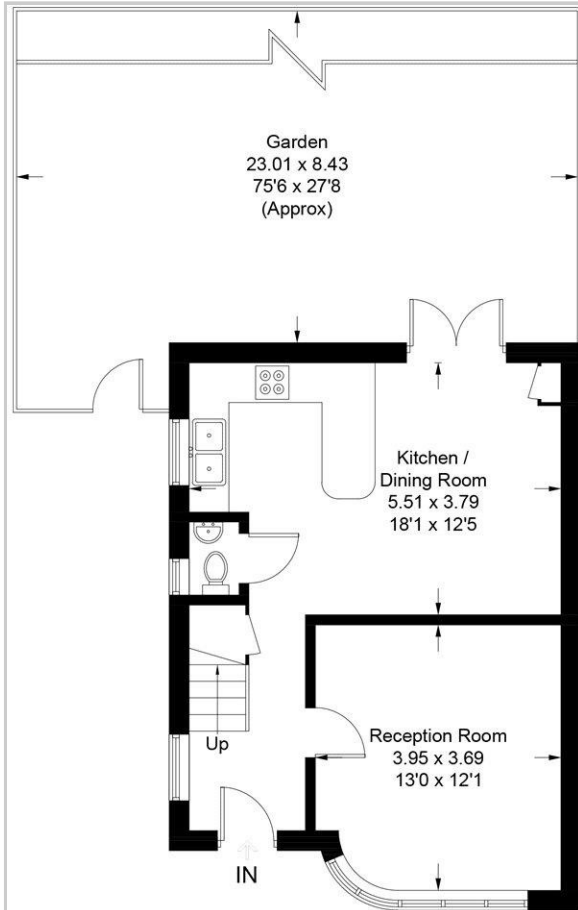 Garden
23.01 x 8.43
75'6 x 27'8
(Approx)
Kitchen /
Dining Room
5.51 x 3.79
18'1 x 12'5
Reception Room
3.95 x 3.69
13'0 x 12'1
Up
IN